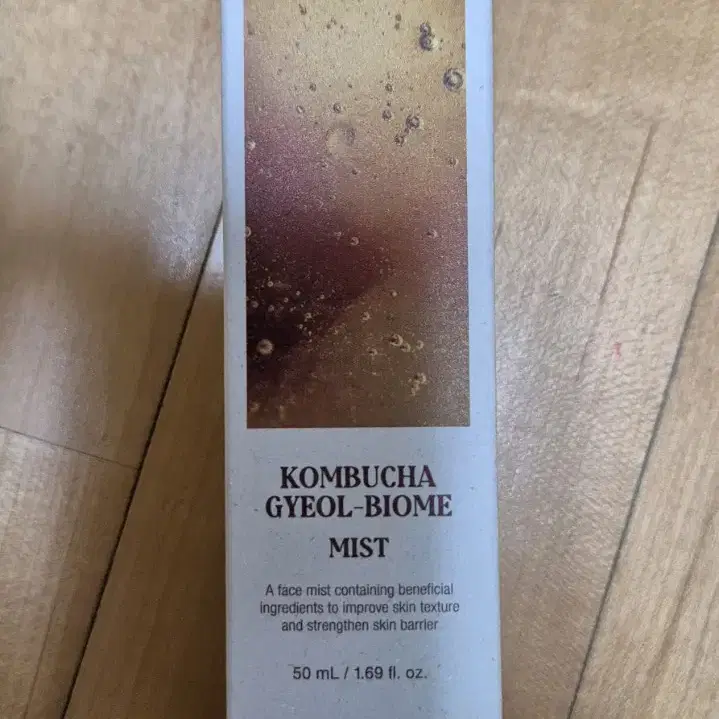 KOMBUCHA
GYEOL-BIOME
MIST
A face mist containing beneficial
ingredients to improve skin texture
and strengthen skin barrier
50 mL / 1.69 fl. oz.